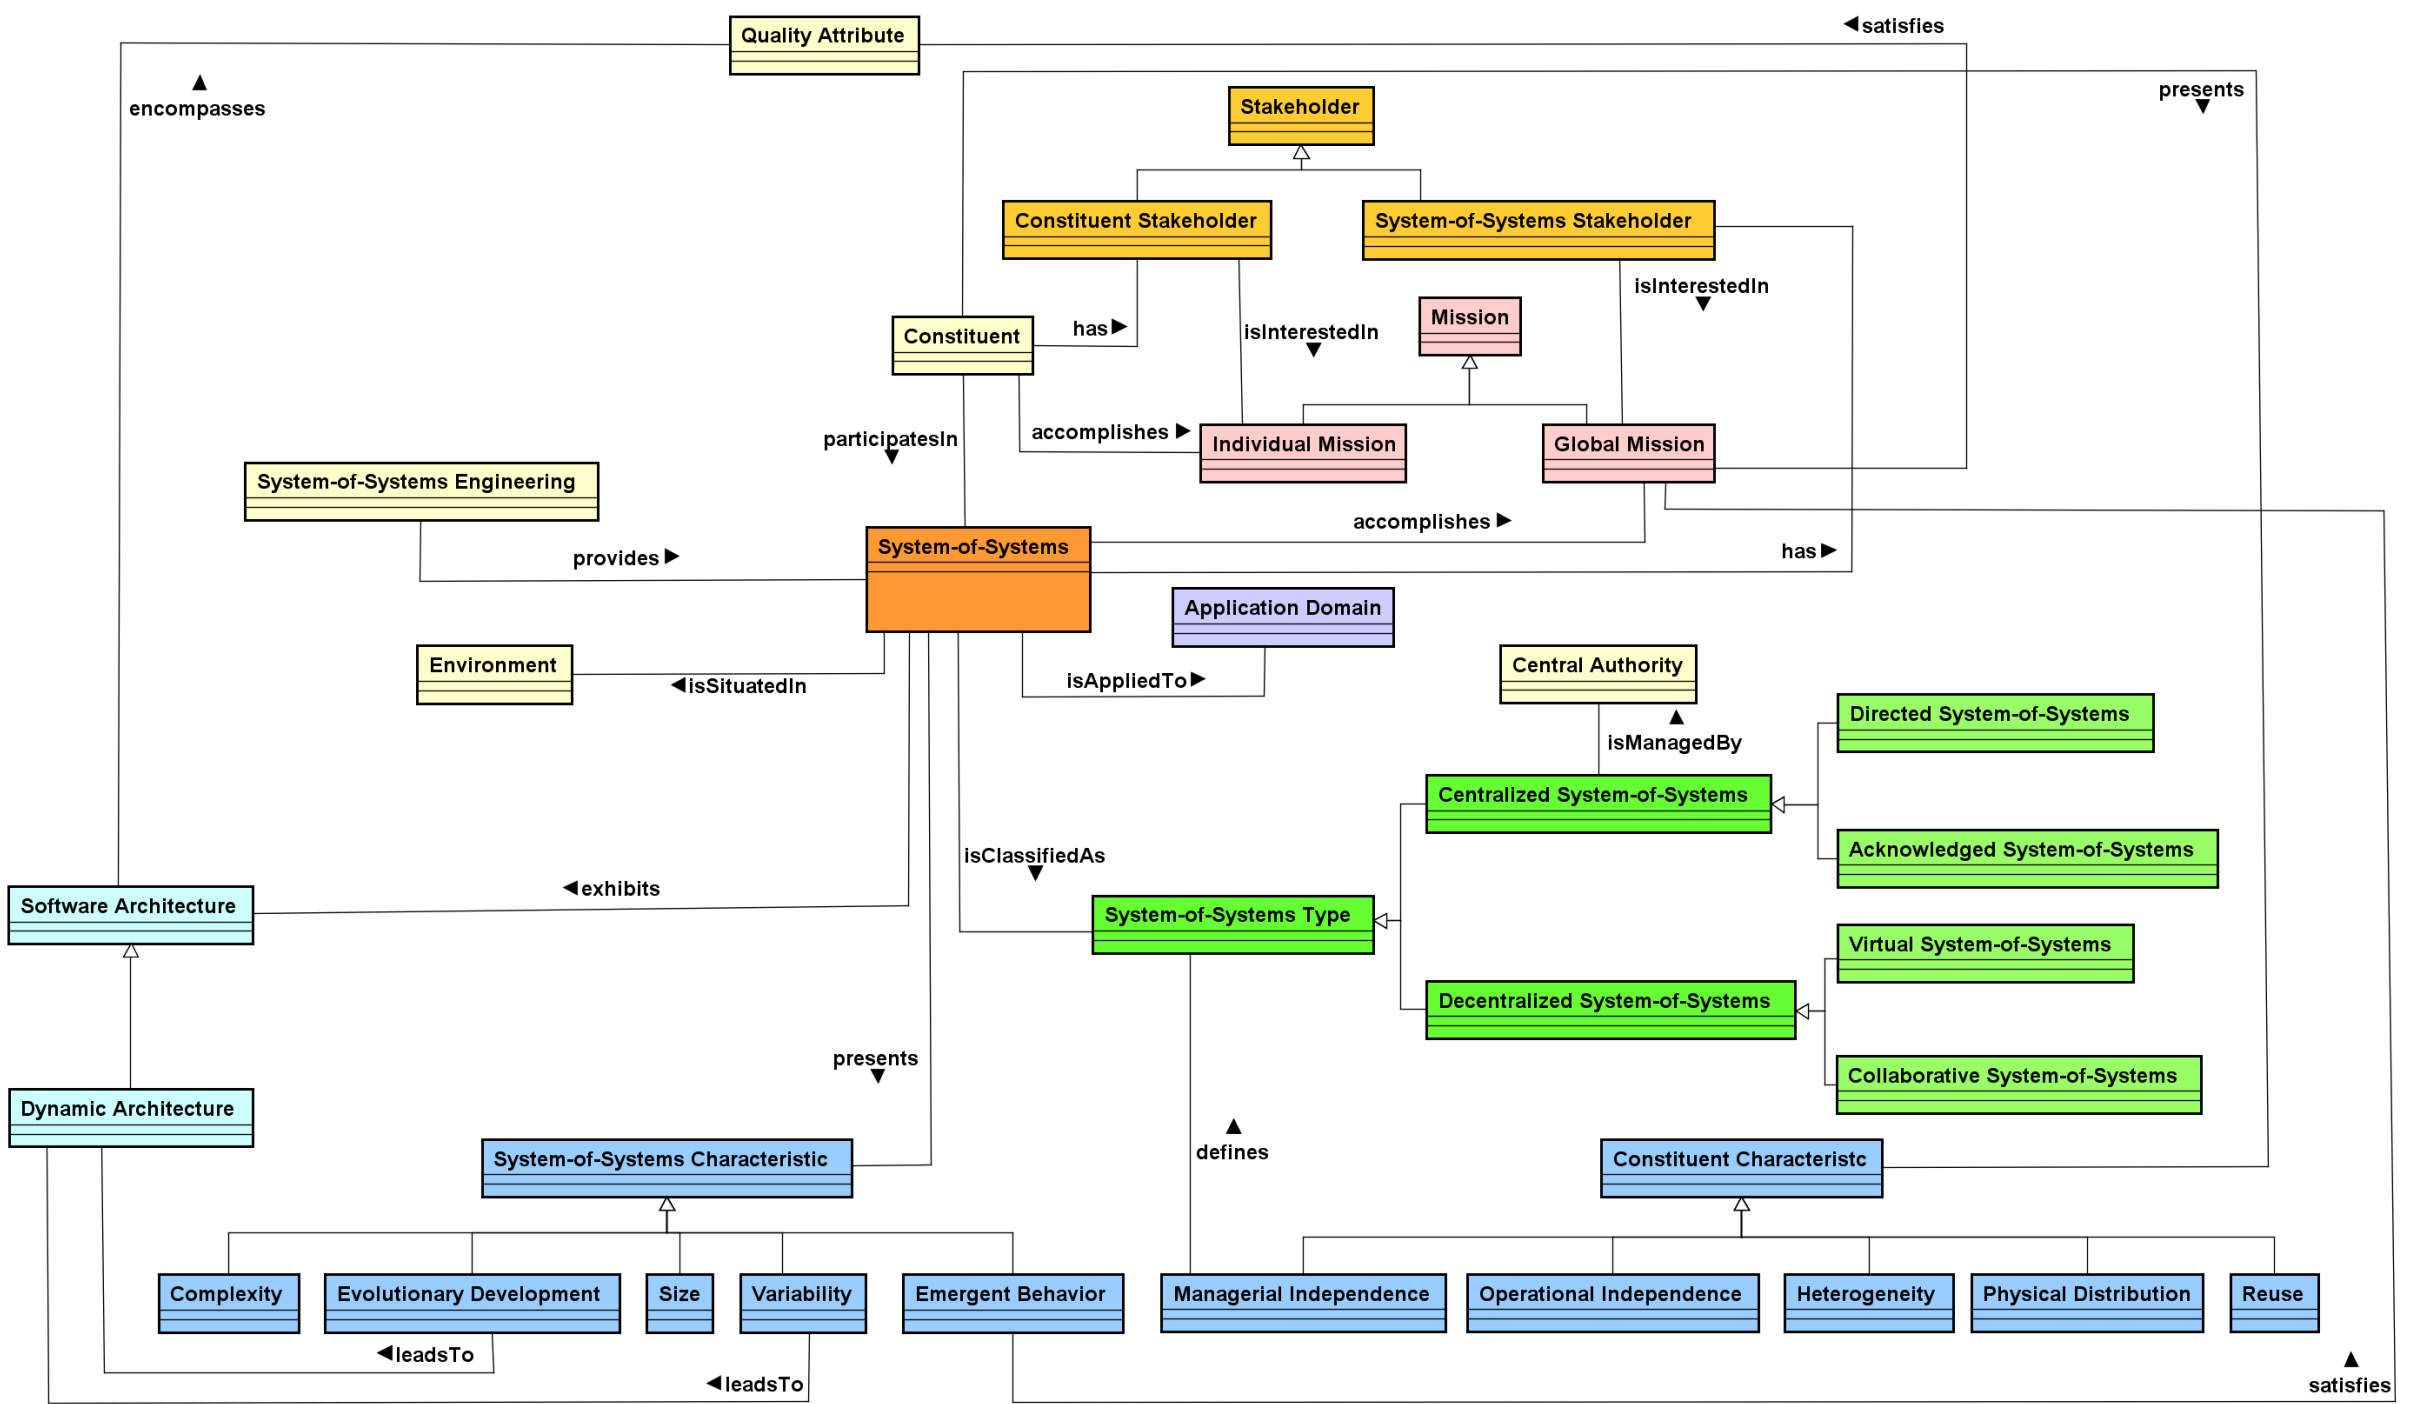 Quality Attribute
◄satisfies
▲
encompasses
presents
▼
Stakeholder
Constituent Stakeholder
System-of-Systems Stakeholder
isInterestedIn
▼
Mission
has►
isInterestedIn
▼
Constituent
participatesIn
▼
accomplishes ►
Individual Mission
Global Mission
System-of-Systems Engineering
accomplishes ►
provides ►
System-of-Systems
has►
Application Domain
Environment
◄isSituatedIn
isAppliedTo►
Central Authority
▲
isManagedBy
Directed System-of-Systems
Centralized System-of-Systems
Acknowledged System-of-Systems
isClassifiedAs
▼
◄exhibits
Software Architecture
System-of-Systems Type
Virtual System-of-Systems
Decentralized System-of-Systems
presents
▼
Collaborative System-of-Systems
Dynamic Architecture
▲
defines
System-of-Systems Characteristic
Constituent Characteristc
Complexity
Evolutionary Development
Size
Variability
Emergent Behavior
Managerial Independence
Operational Independence
Heterogeneity
Physical Distribution
Reuse
◄leadsTo
◄leadsTo
▲
satisfies